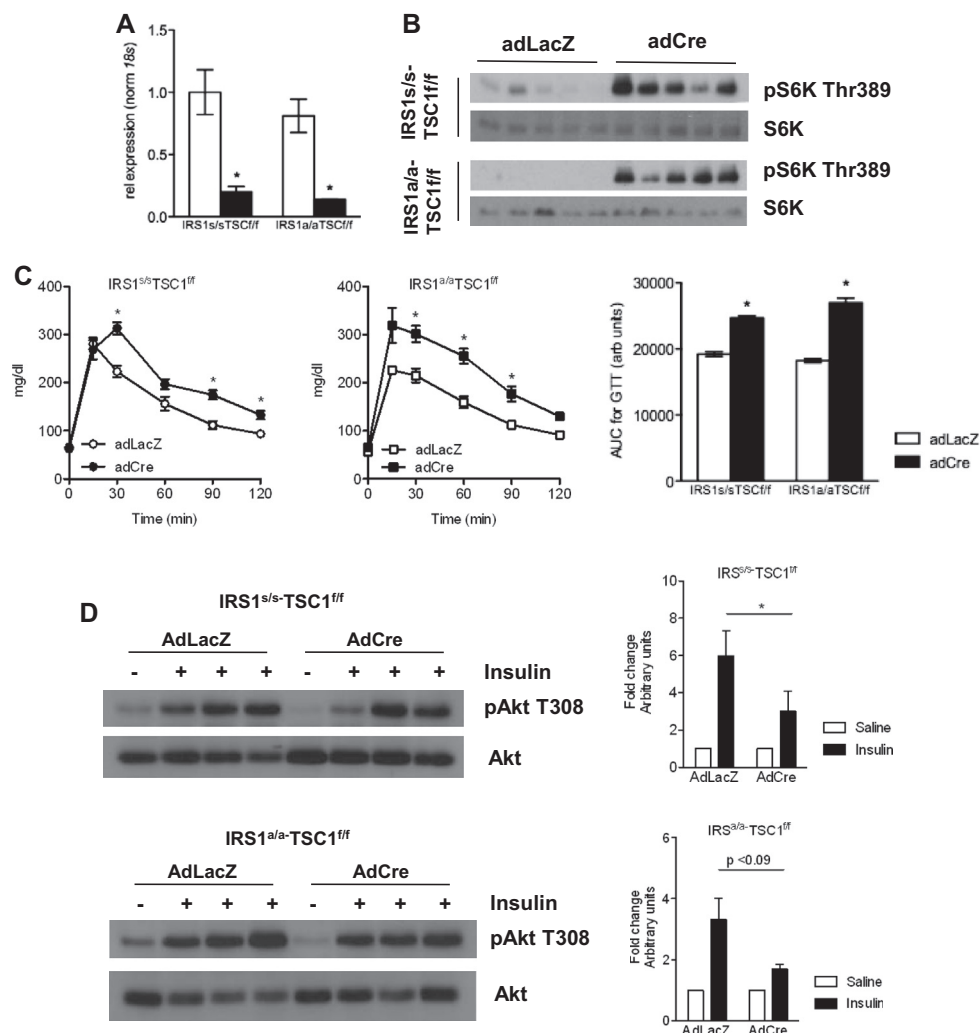 A
rel expression (norm 18s)
1.5
1.0
0.5
0.0
*
*
IRS1s/sTSCf/f
IRS1a/aTSCf/f
B
adLacZ
adCre
IRS1s/s-
TSC1f/f
pS6K Thr389
S6K
IRS1a/a-
TSC1f/f
pS6K Thr389
S6K
C
IRS1s/sTSC1f/f
mg/dl
400
300
200
100
0
*
*
*
adLacZ
adCre
0 30 60 90 120
Time (min)
IRS1a/aTSC1f/f
mg/dl
400
300
200
100
0
*
*
*
adLacZ
adCre
0 30 60 90 120
Time (min)
AUC for GTT (arb units)
30000
20000
10000
0
*
*
IRS1s/sTSCf/f
IRS1a/aTSCf/f
adLacZ
adCre
D
IRS1s/s-TSC1f/f
AdLacZ
AdCre
- + + + - + + +
Insulin
pAkt T308
Akt
IRSs/s-TSC1f/f
Fold change
Arbitrary units
10
8
6
4
2
0
*
AdLacZ
AdCre
Saline
Insulin
IRS1a/a-TSC1f/f
AdLacZ
AdCre
- + + + - + + +
Insulin
pAkt T308
Akt
IRSa/a-TSC1f/f
Fold change
Arbitrary units
6
4
2
0
p <0.09
AdLacZ
AdCre
Saline
Insulin